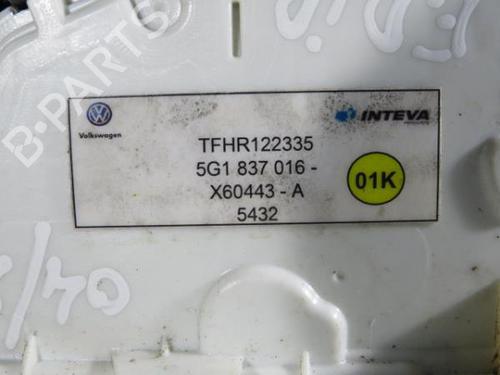 B-PARTS
Volkswagen
INTEVA
TFHR122335
5G1 837 016 -
X60443 - A
5432
01K